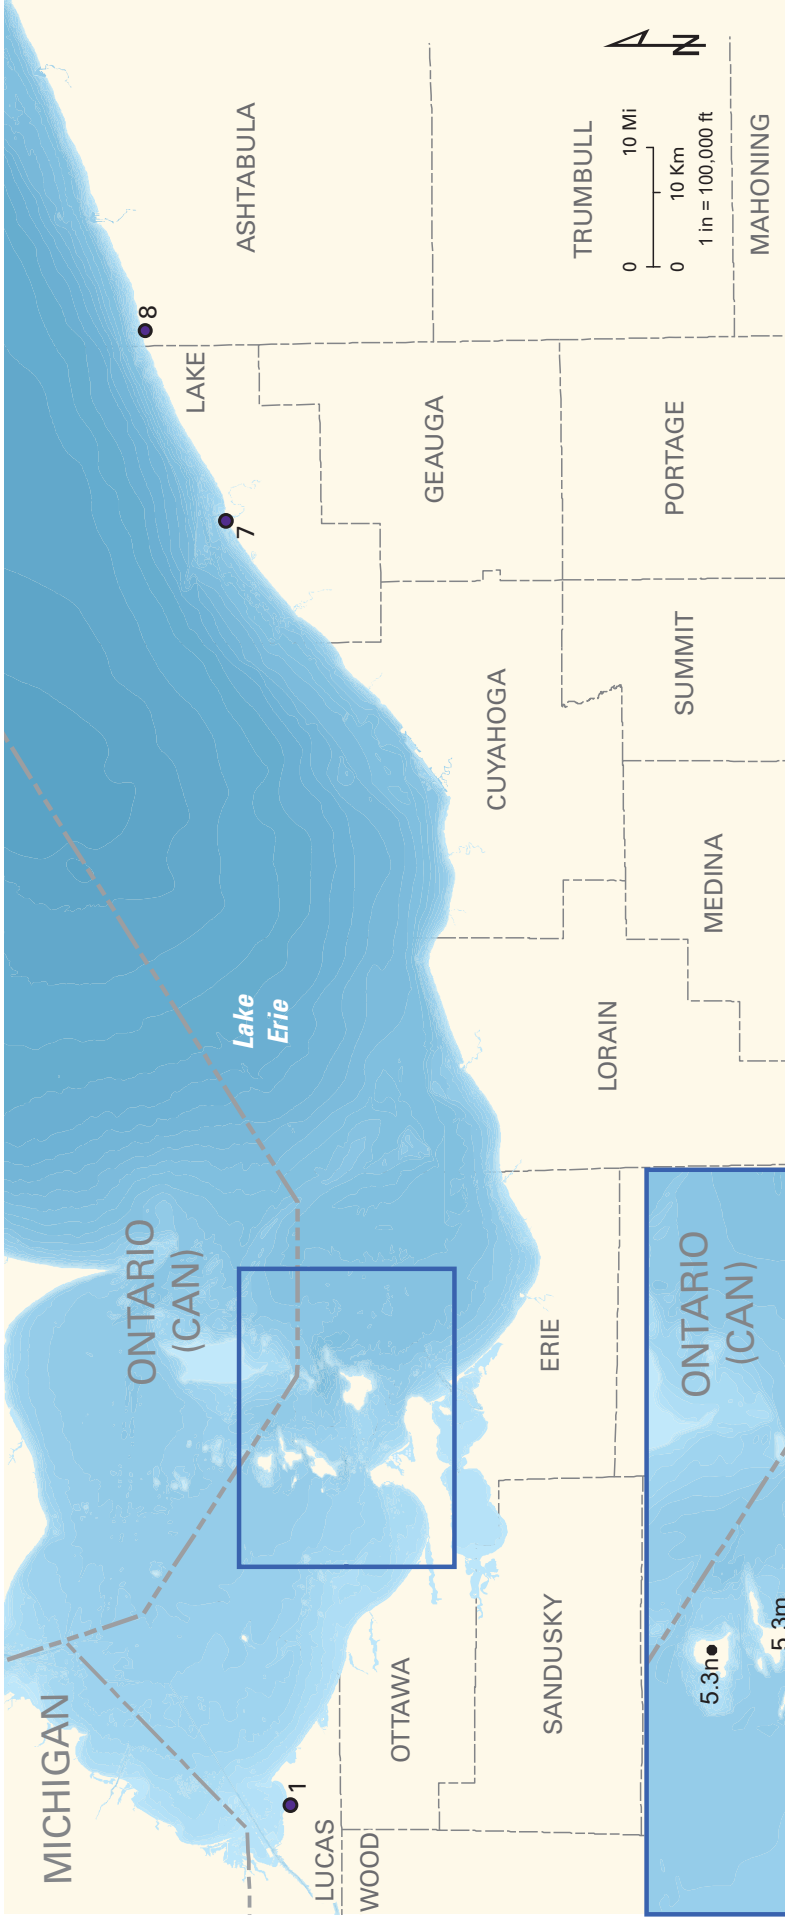 MICHIGAN
ONTARIO
(CAN)
Lake
Erie
8
7
1
LUCAS
WOOD
OTTAWA
SANDUSKY
ERIE
LORAIN
MEDINA
CUYAHOGA
SUMMIT
GEAUGA
PORTAGE
LAKE
ASHTABULA
TRUMBULL
MAHONING
N
0 10 Mi
0 10 Km
1 in = 100,000 ft
ONTARIO
(CAN)
5.3n
5.3m